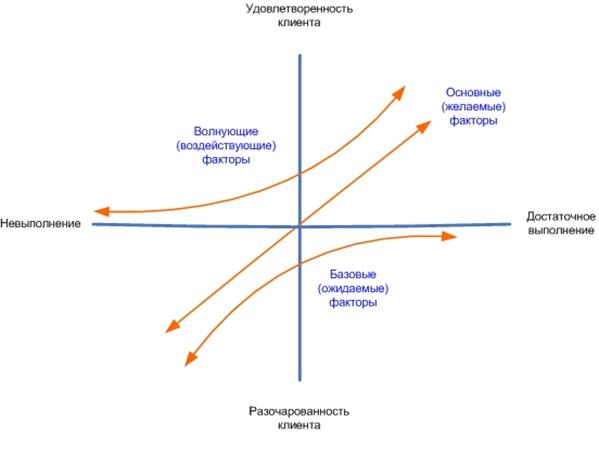 Удовлетворенность
клиента
Основные
(желаемые)
факторы
Волнующие
(воздействующие)
факторы
Невыполнение
Достаточное
выполнение
Базовые
(ожидаемые)
факторы
Разочарованность
клиента